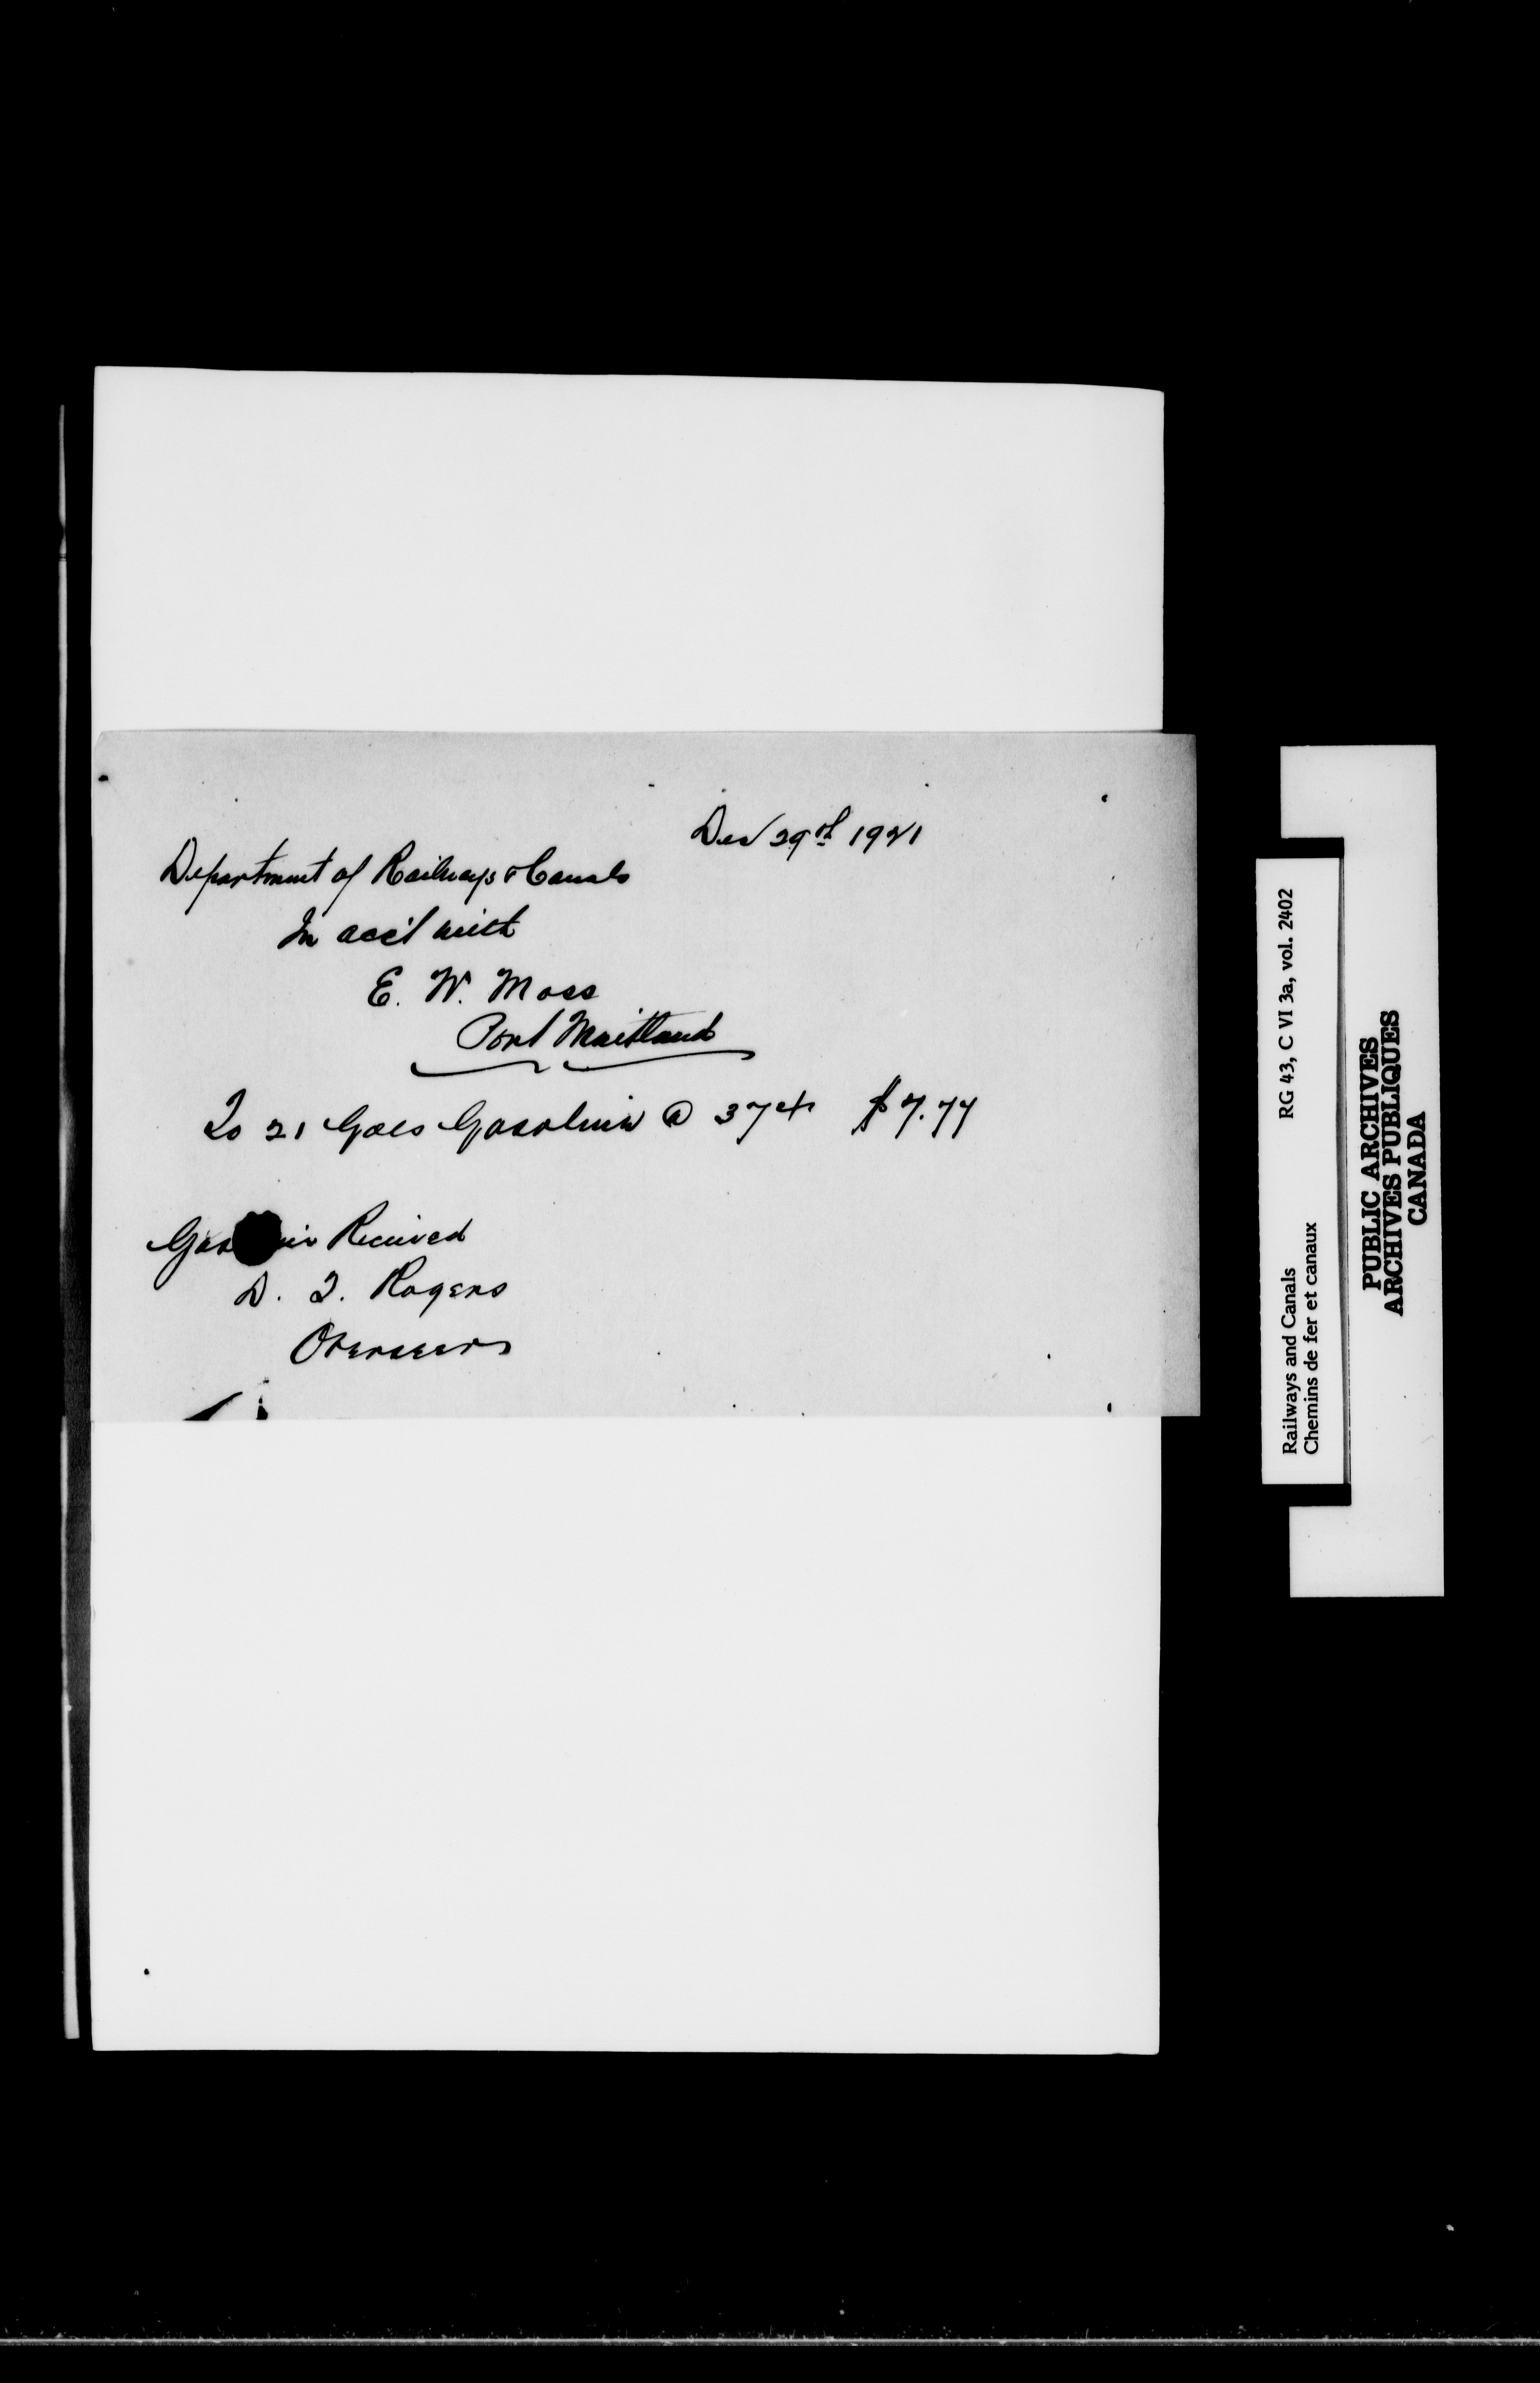 Dec 29th 1921
Department of Railways & Canals
In acc't with
E. W. Moss
Port Maitland
To 21 Gals Gasoline @ 37¢ $7.77
Received
D. T. Rogers
Overseer
Railways and Canals RG 43, C VI 3a, vol. 2402
Chemins de fer et canaux
PUBLIC ARCHIVES
ARCHIVES PUBLIQUES
CANADA